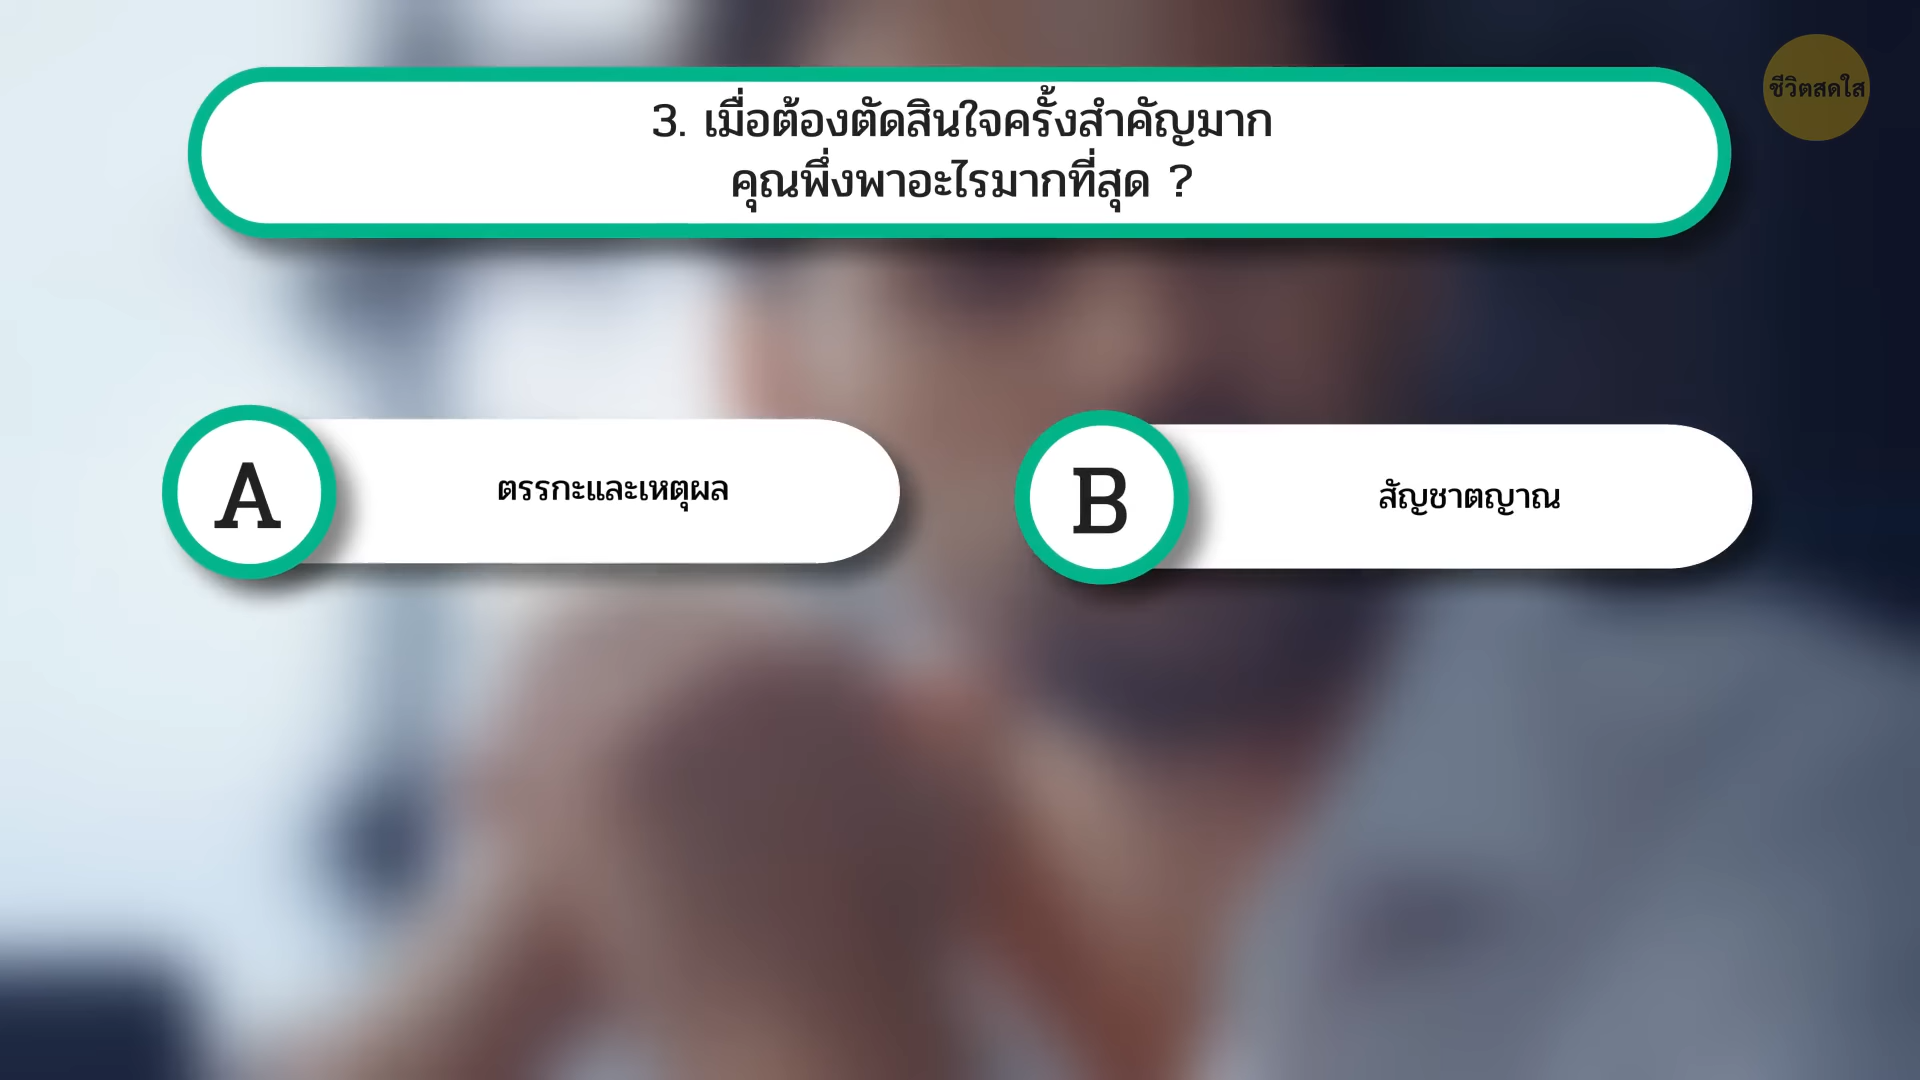 3. เมื่อต้องตัดสินใจครั้งสำคัญมาก
คุณพึ่งพาอะไรมากที่สุด ?
ชีวิตสดใส
A
ตรรกะและเหตุผล
B
สัญชาตญาณ